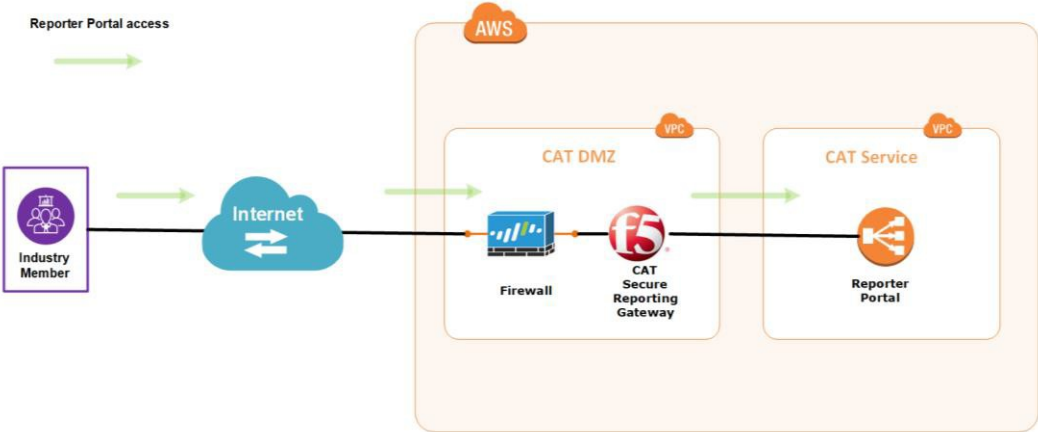 Reporter Portal access
AWS
VPC
VPC
CAT DMZ
CAT Service
Internet
f5
Industry
Member
Firewall
CAT
Secure
Reporting
Gateway
Reporter
Portal